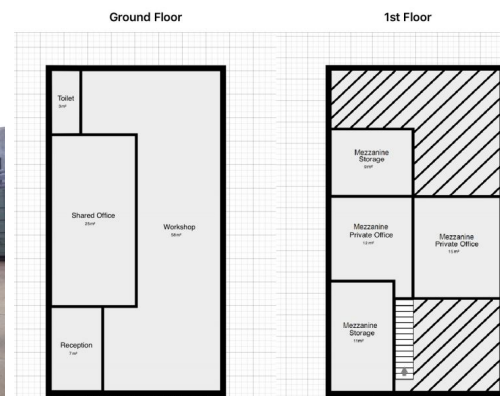 Ground Floor
1st Floor
Toilet
Shared Office
Workshop
Reception
Mezzanine
Storage
Mezzanine
Private Office
Mezzanine
Private Office
Mezzanine
Storage